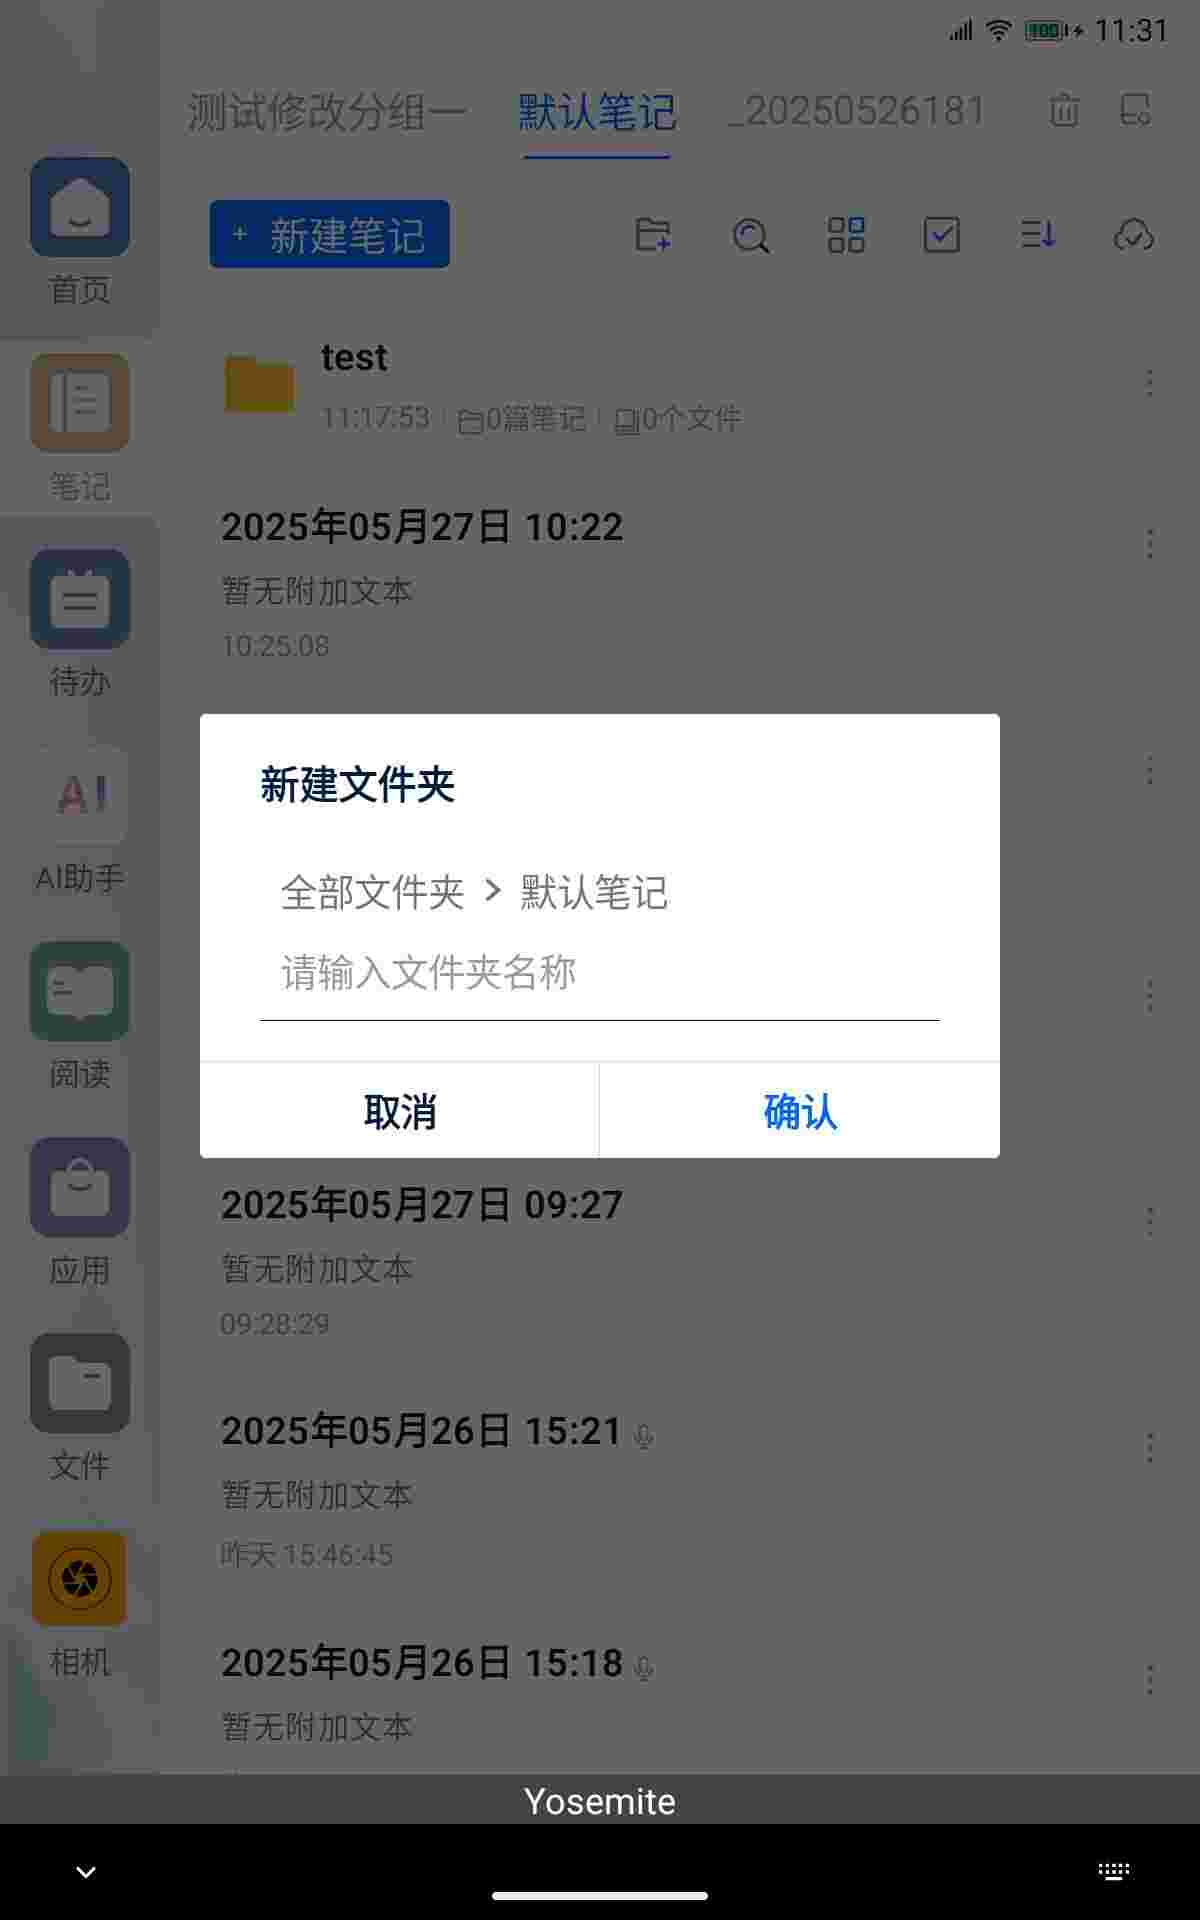 11:31
测试修改分组一 默认笔记 _20250526181
+ 新建笔记
首页
笔记
待办
AI
AI助手
阅读
应用
文件
相机
test
11:17:53 0篇笔记 0个文件
2025年05月27日 10:22
暂无附加文本
10:25:08
新建文件夹
全部文件夹 > 默认笔记
请输入文件夹名称
取消 确认
2025年05月27日 09:27
暂无附加文本
09:28:29
2025年05月26日 15:21
暂无附加文本
昨天 15:46:45
2025年05月26日 15:18
暂无附加文本
Yosemite